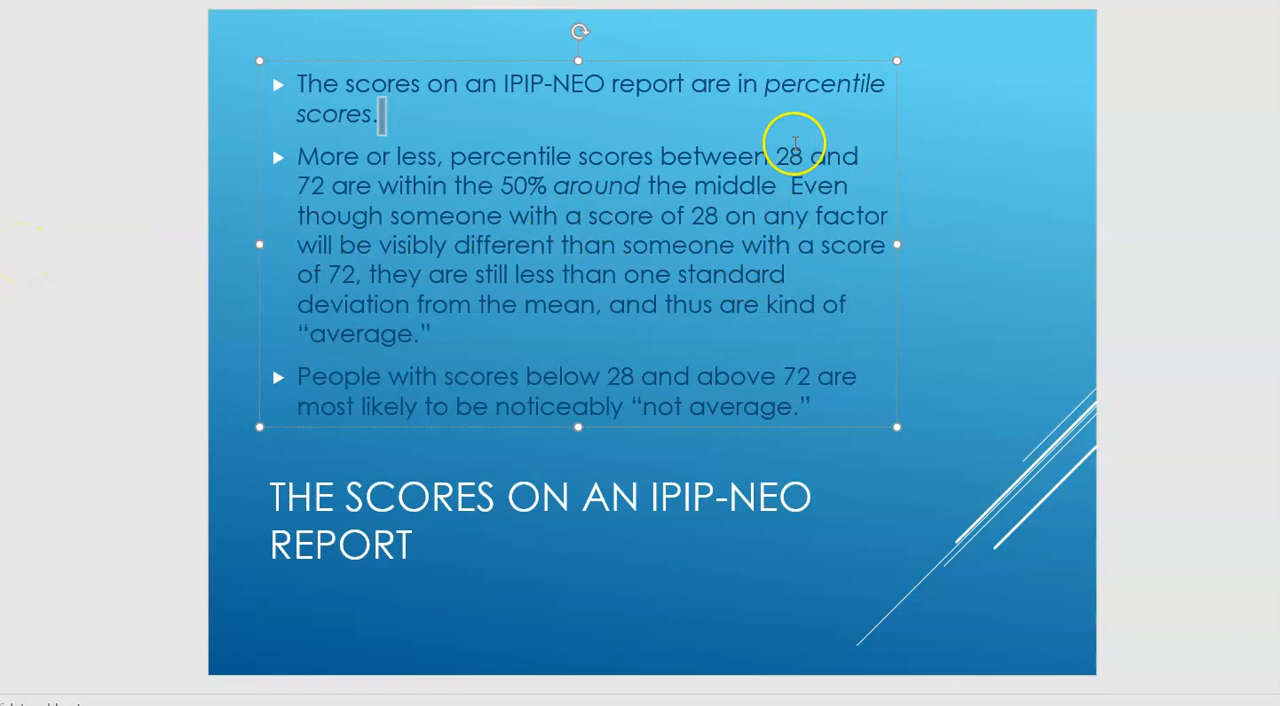 The scores on an IPIP-NEO report are in percentile
scores.
More or less, percentile scores between 28 and
72 are within the 50% around the middle  Even
though someone with a score of 28 on any factor
will be visibly different than someone with a score
of 72, they are still less than one standard
deviation from the mean, and thus are kind of
“average.”
People with scores below 28 and above 72 are
most likely to be noticeably “not average.”
THE SCORES ON AN IPIP-NEO
REPORT